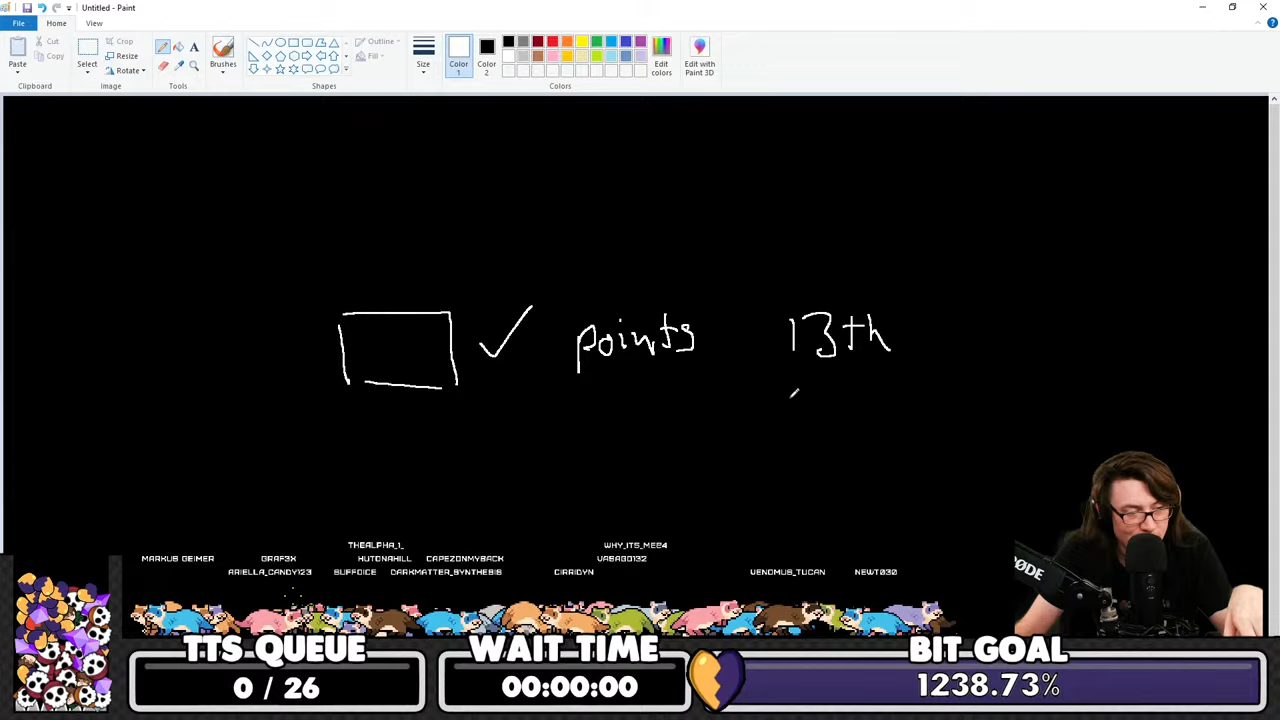 Untitled - Paint
File Home View
Paste Cut Copy Clipboard
Select Crop Resize Rotate Image
Tools
Brushes
Outline Fill Shapes
Size
Color 1 Color 2
Edit colors
Edit with Paint 3D
Colors
points 13th
THEALPHA_1_ WHY_ITS_MEE4
MARKUS GEIMER GRAF3X HUTCNAHILL CAPEZONMYBACK
ARIELLA_CANDY123 SUFFOICE DARKMATTER_SYNTHESIS CIRRIDYN VENOMUS_TUCAN NEWT030
RØDE
TTS QUEUE WAIT TIME BIT GOAL
0 / 26 00:00:00 1238.73%